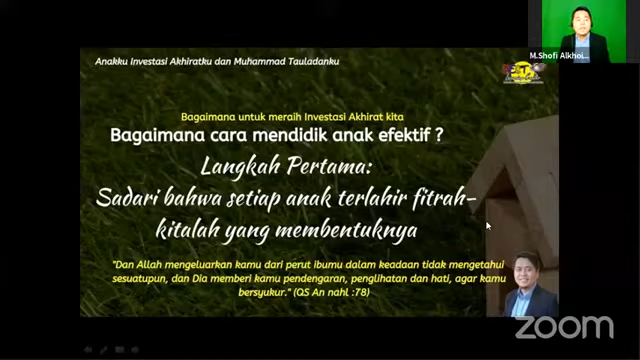 M.Shofi Alkhoi...
Anakku Investasi Akhiratku dan Muhammad Tauladanku
Bagaimana untuk meraih Investasi Akhirat kita
Bagaimana cara mendidik anak efektif ?
Langkah Pertama:
Sadari bahwa setiap anak terlahir fitrah-
kitalah yang membentuknya
"Dan Allah mengeluarkan kamu dari perut ibumu dalam keadaan tidak mengetahui
sesuatupun, dan Dia memberi kamu pendengaran, penglihatan dan hati, agar kamu
bersyukur." (QS An nahl :78)
zoom